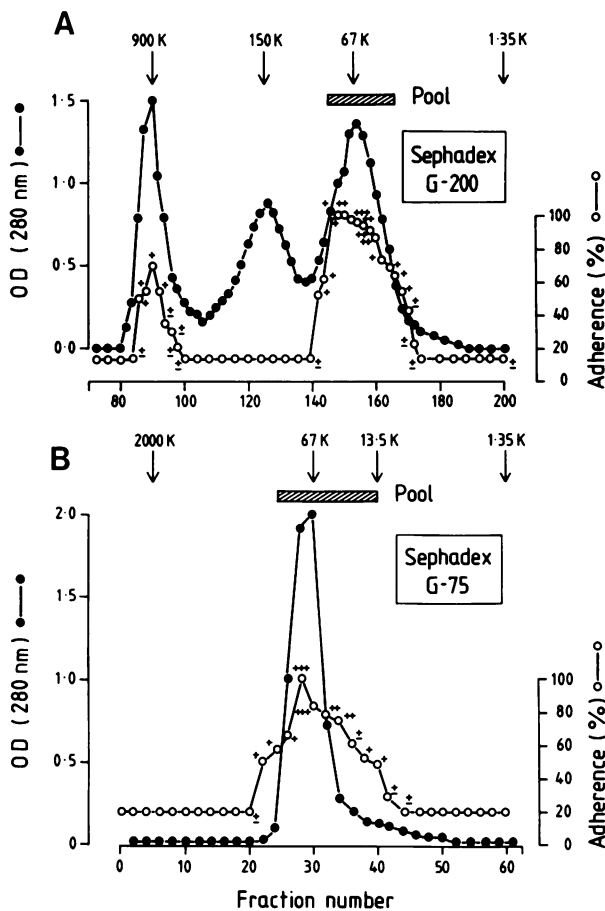 A
900 K 150 K 67 K 1·35 K
Pool
Sephadex
G-200
OD (280 nm)
1·5
1·0
0·5
0·0
Adherence (%)
100
80
60
40
20
0
80 100 120 140 160 180 200
B
2000 K 67 K 13·5 K 1·35 K
Pool
Sephadex
G-75
OD (280 nm)
2·0
1·5
1·0
0·5
0
Adherence (%)
100
80
60
40
20
0
0 10 20 30 40 50 60
Fraction number